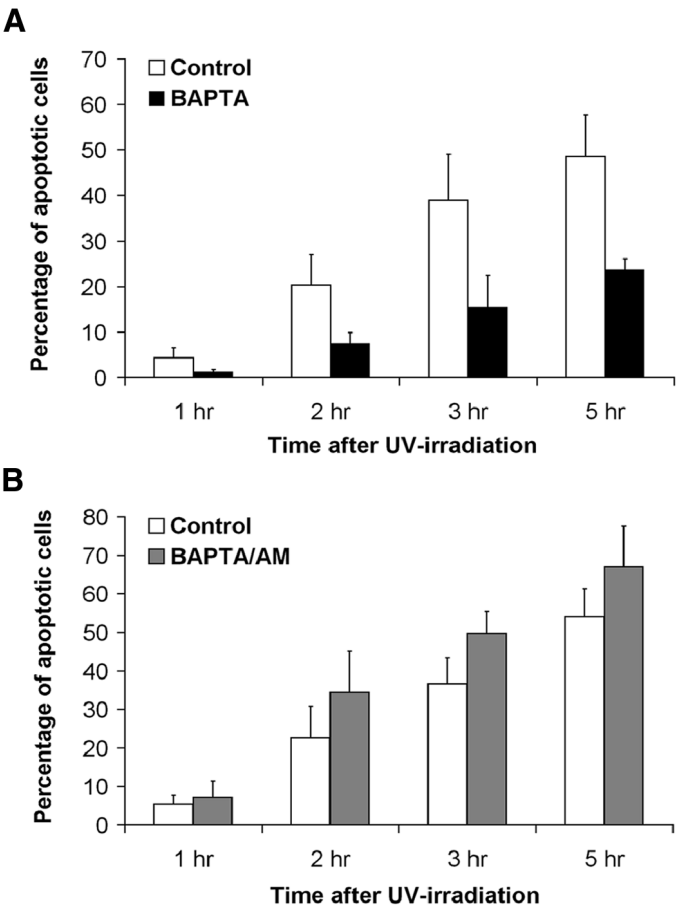 A
Percentage of apoptotic cells
70
60
50
40
30
20
10
0
Control
BAPTA
1 hr 2 hr 3 hr 5 hr
Time after UV-irradiation
B
Percentage of apoptotic cells
80
70
60
50
40
30
20
10
0
Control
BAPTA/AM
1 hr 2 hr 3 hr 5 hr
Time after UV-irradiation